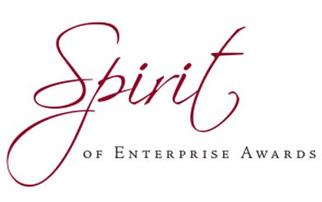 Spirit
OF ENTERPRISE AWARDS